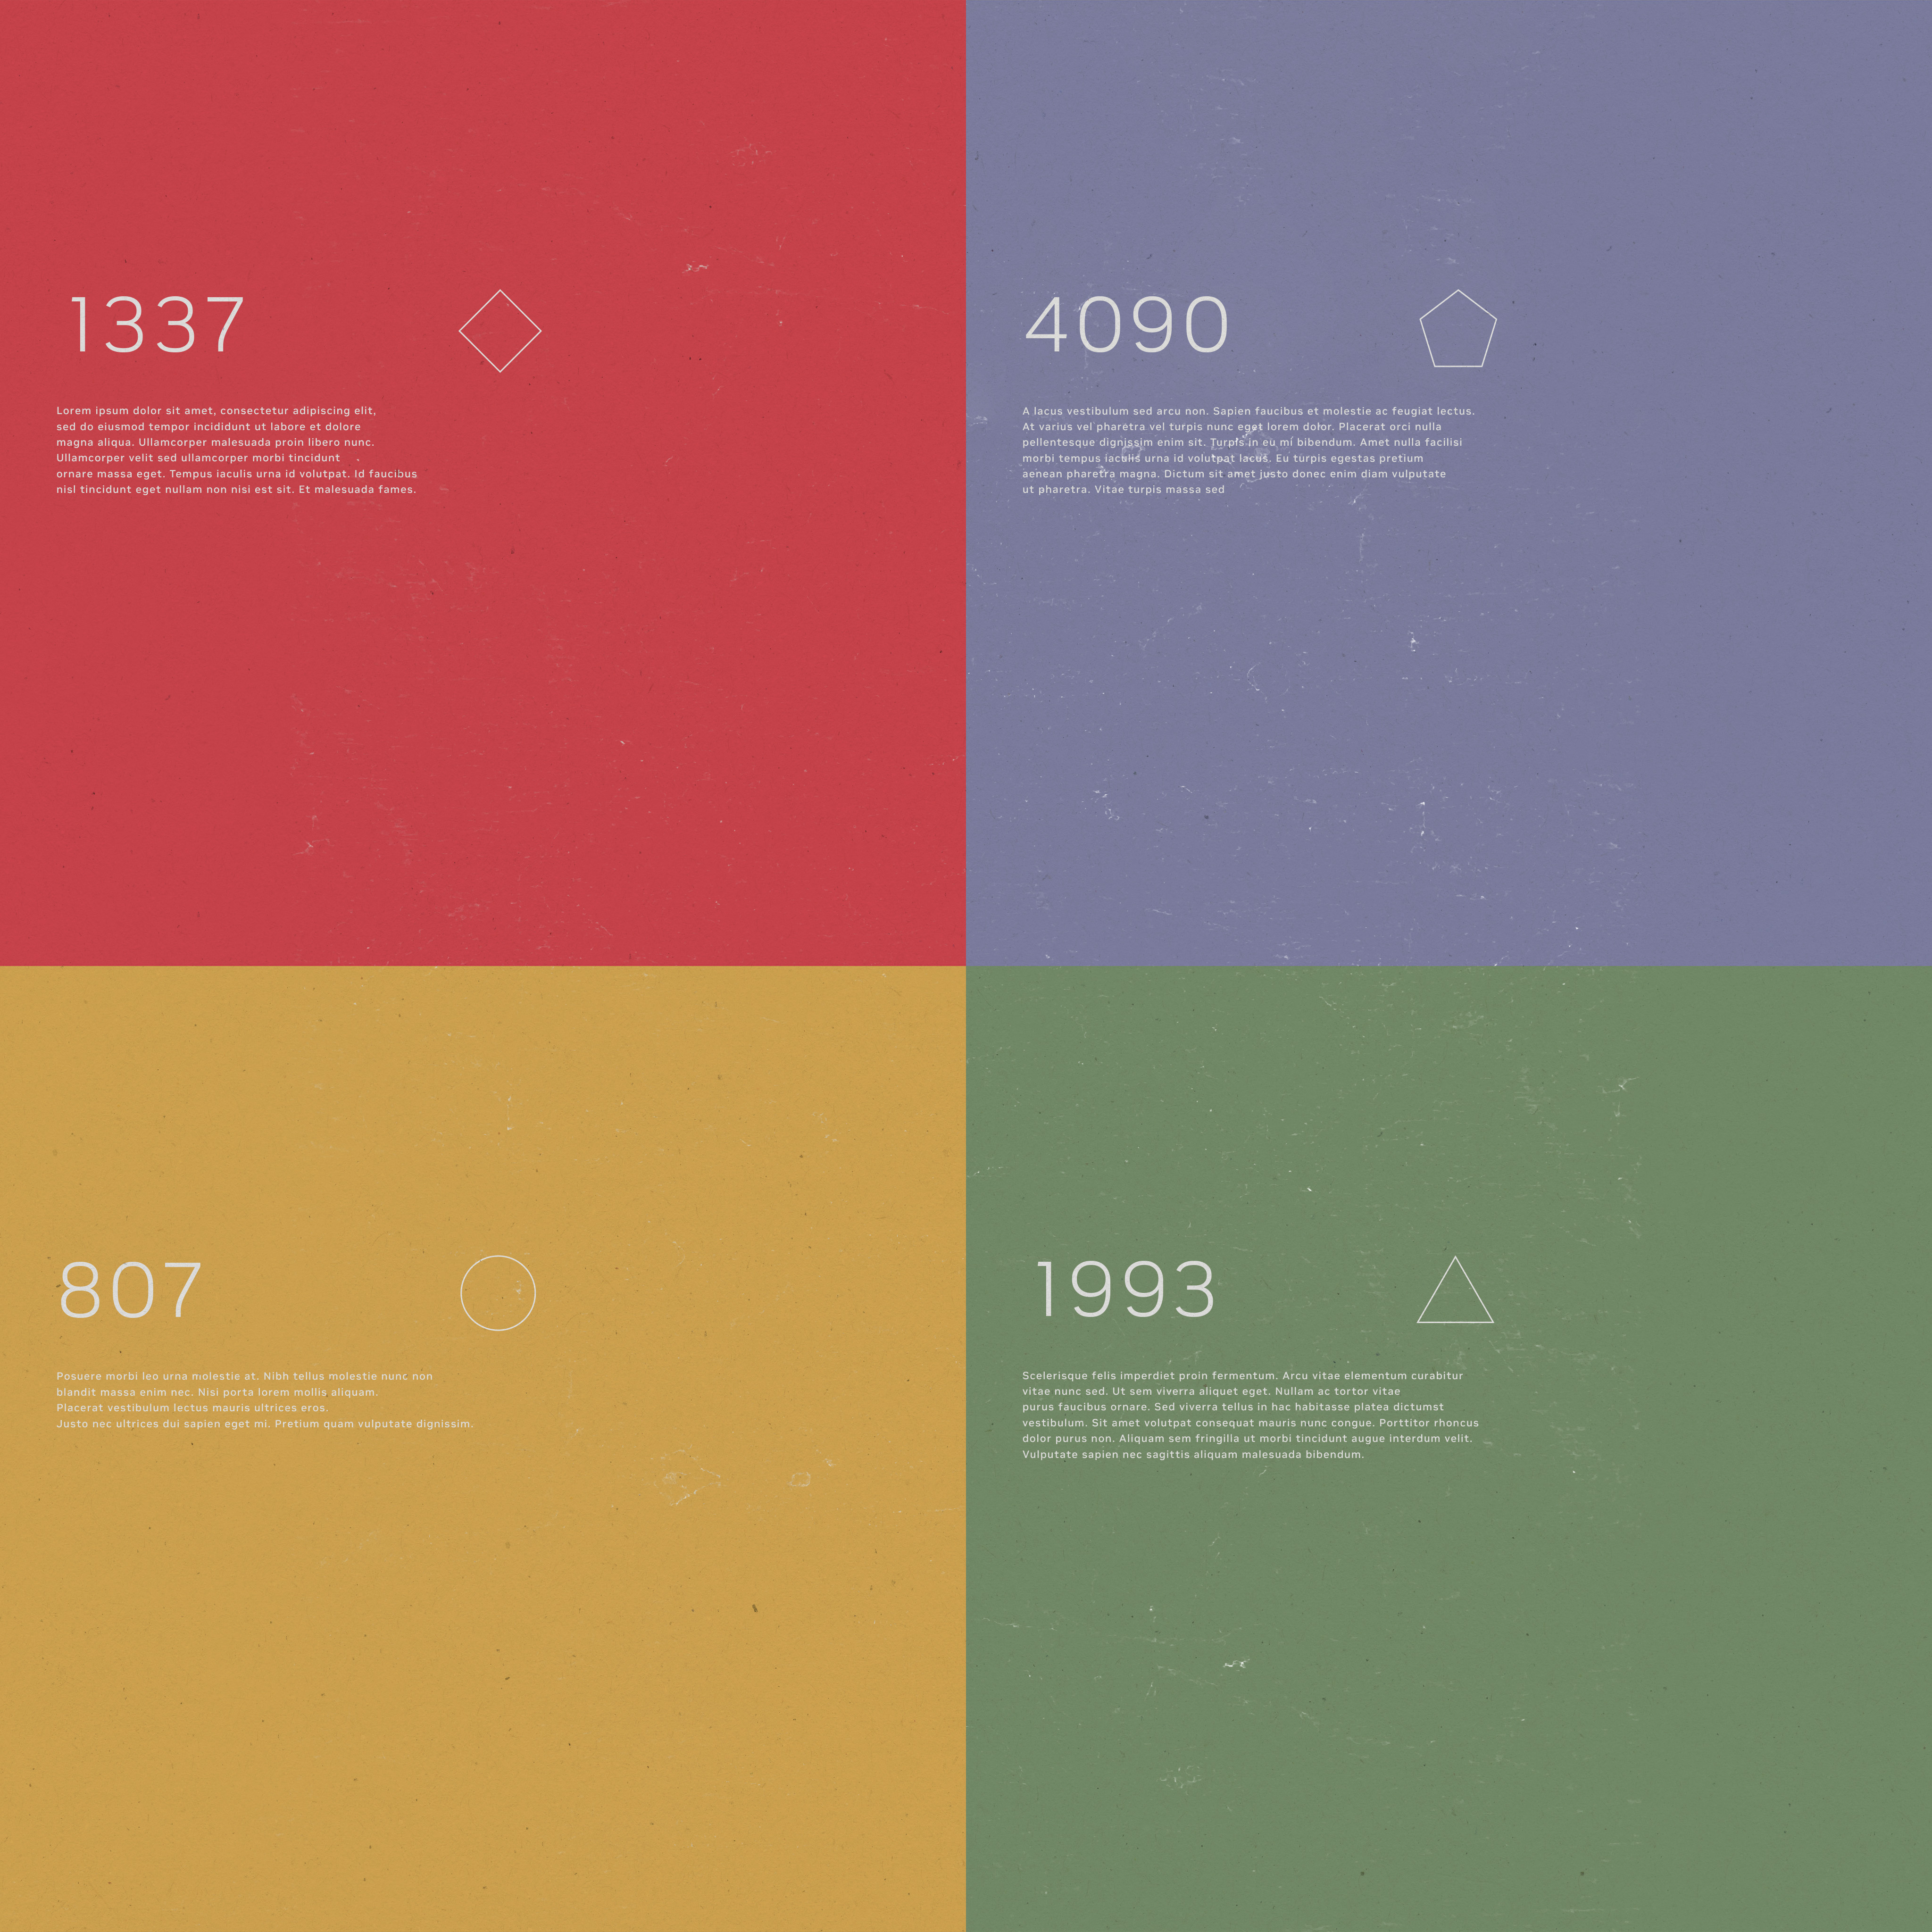 1337
Lorem ipsum dolor sit amet, consectetur adipiscing elit,
sed do eiusmod tempor incididunt ut labore et dolore
magna aliqua. Ullamcorper malesuada proin libero nunc.
Ullamcorper velit sed ullamcorper morbi tincidunt
ornare massa eget. Tempus iaculis urna id volutpat. Id faucibus
nisl tincidunt eget nullam non nisi est sit. Et malesuada fames.
4090
A lacus vestibulum sed arcu non. Sapien faucibus et molestie ac feugiat lectus.
At varius vel pharetra vel turpis nunc eget lorem dolor. Placerat orci nulla
pellentesque dignissim enim sit. Turpis in eu mi bibendum. Amet nulla facilisi
morbi tempus iaculis urna id volutpat lacus. Eu turpis egestas pretium
aenean pharetra magna. Dictum sit amet justo donec enim diam vulputate
ut pharetra. Vitae turpis massa sed
807
Posuere morbi leo urna molestie at. Nibh tellus molestie nunc non
blandit massa enim nec. Nisi porta lorem mollis aliquam.
Placerat vestibulum lectus mauris ultrices eros.
Justo nec ultrices dui sapien eget mi. Pretium quam vulputate dignissim.
1993
Scelerisque felis imperdiet proin fermentum. Arcu vitae elementum curabitur
vitae nunc sed. Ut sem viverra aliquet eget. Nullam ac tortor vitae
purus faucibus ornare. Sed viverra tellus in hac habitasse platea dictumst
vestibulum. Sit amet volutpat consequat mauris nunc congue. Porttitor rhoncus
dolor purus non. Aliquam sem fringilla ut morbi tincidunt augue interdum velit.
Vulputate sapien nec sagittis aliquam malesuada bibendum.